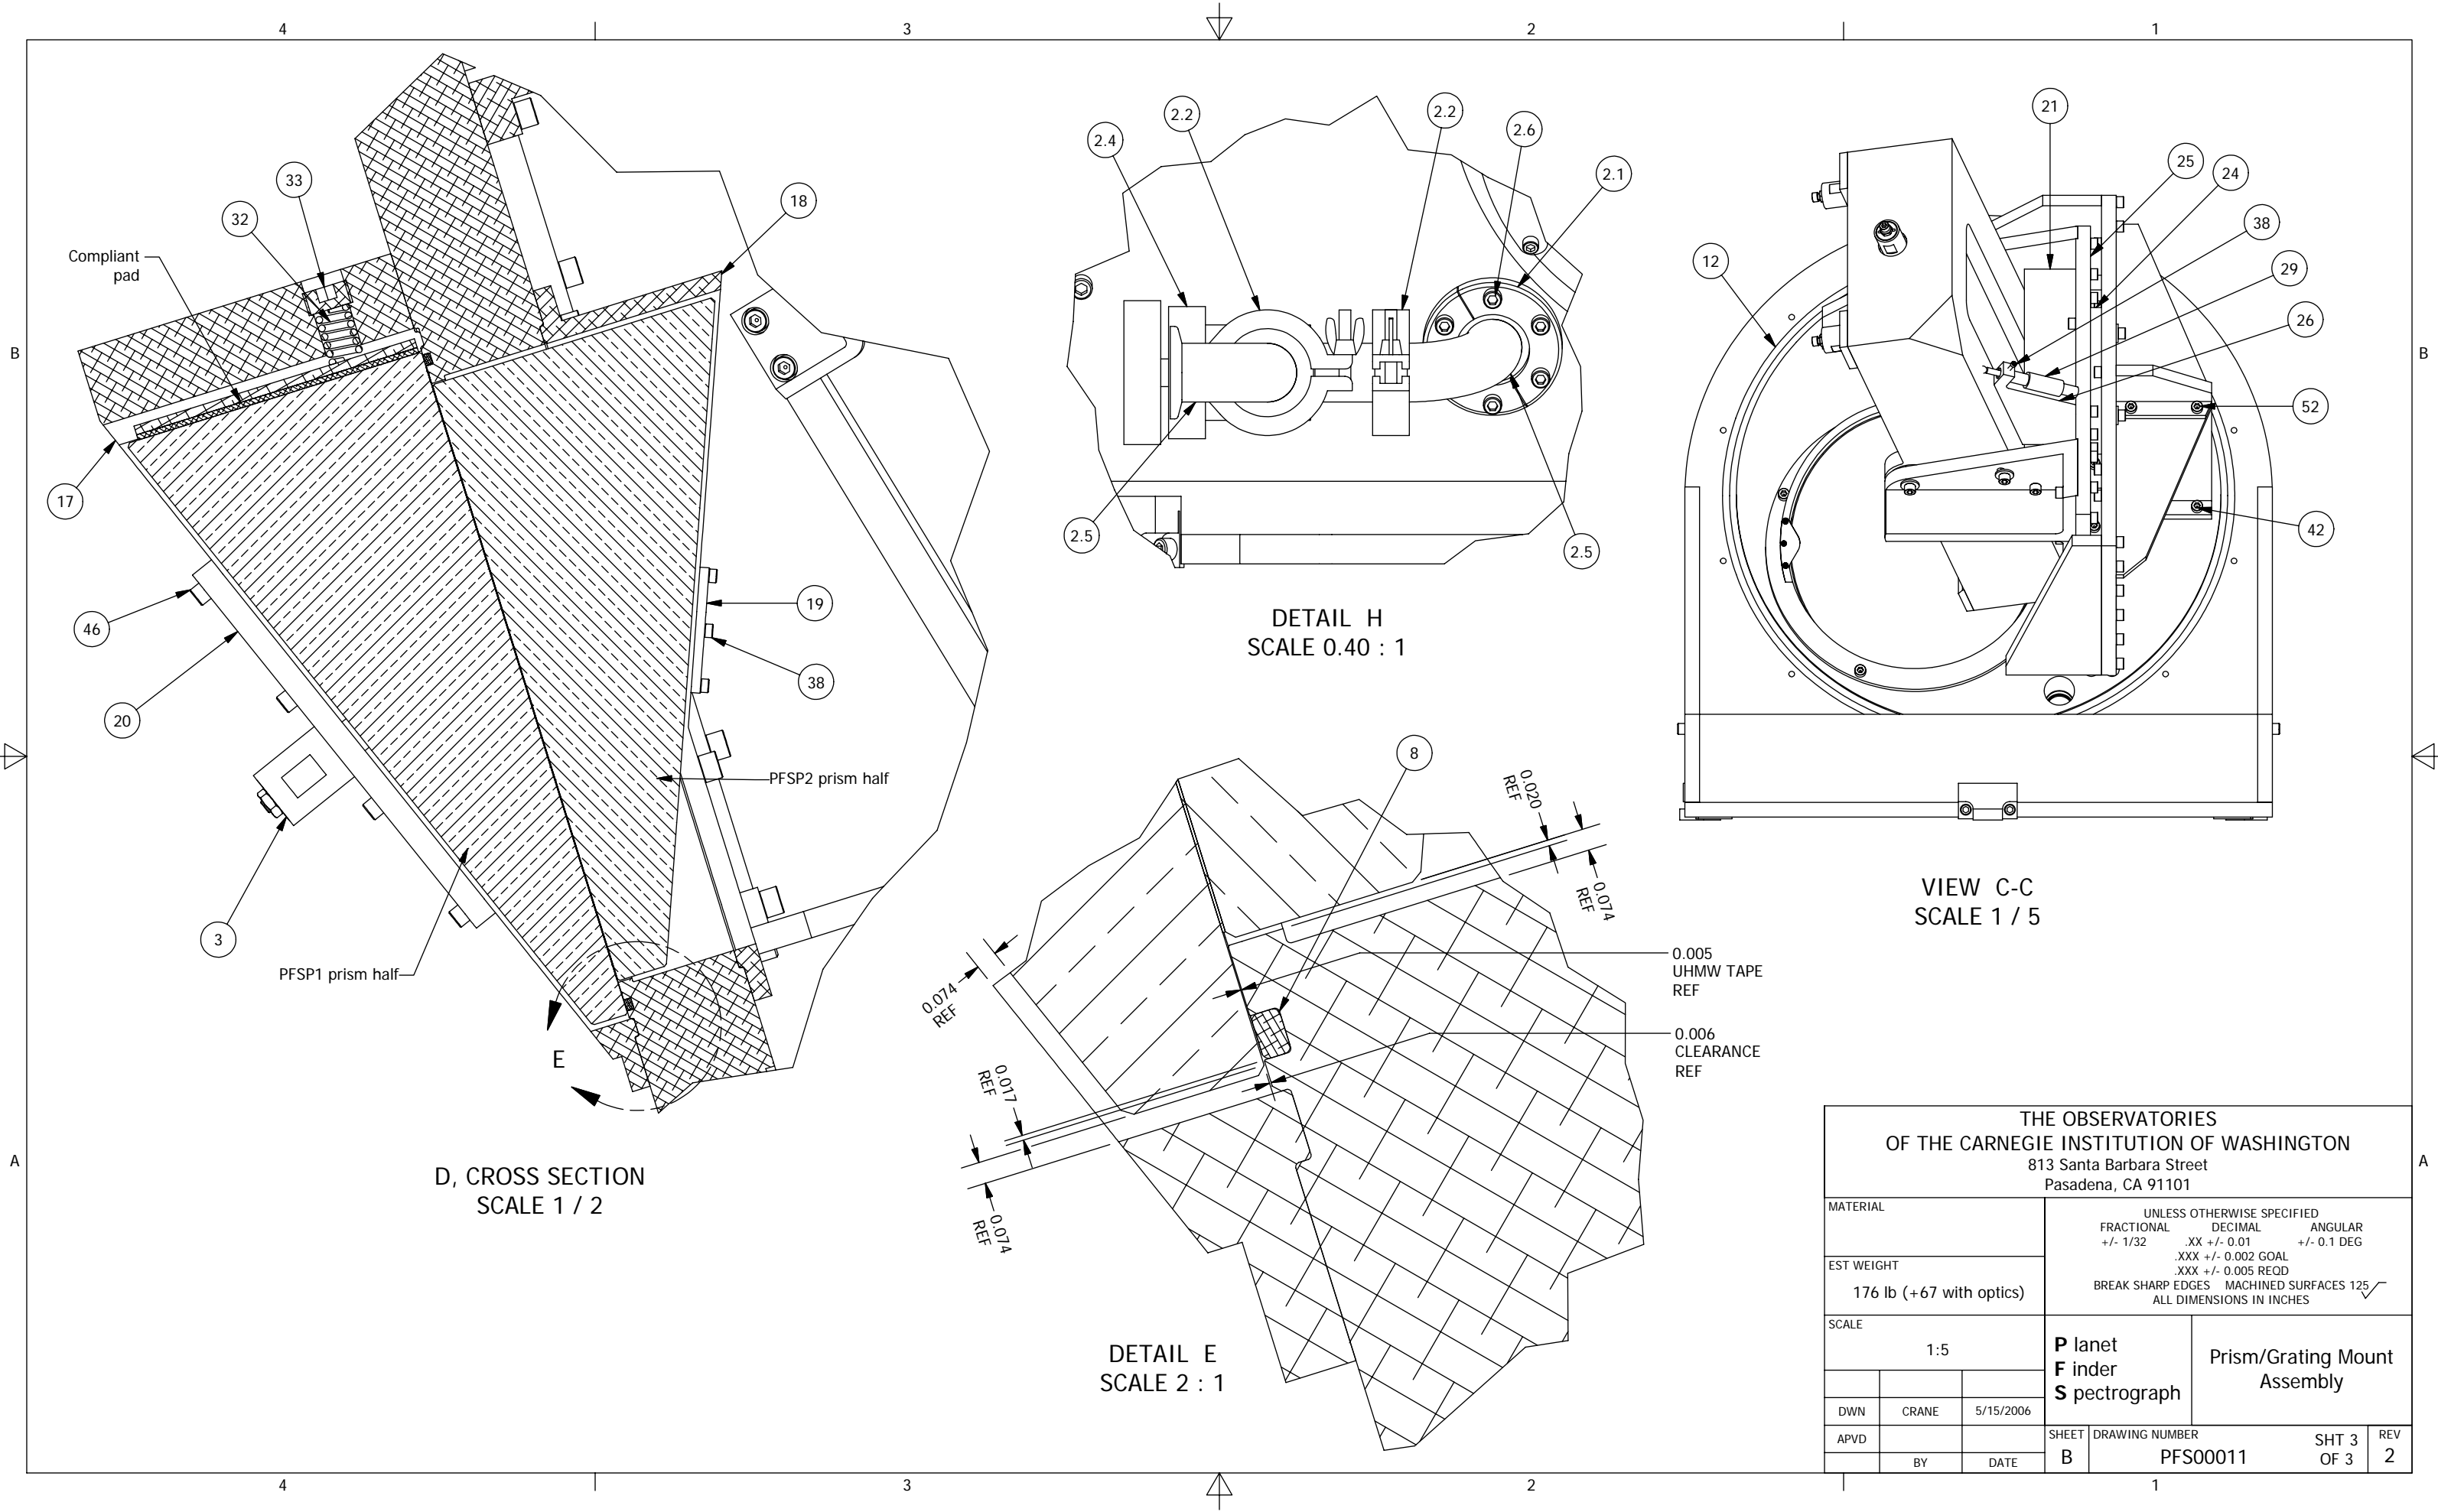 4
3
2
1
B
B
A
A
4
3
2
1
33
32
18
Compliant
pad
17
46
20
19
38
PFSP2 prism half
3
PFSP1 prism half
E
D, CROSS SECTION
SCALE 1 / 2
2.4
2.2
2.2
2.6
2.1
2.5
2.5
DETAIL H
SCALE 0.40 : 1
21
25
24
38
29
26
12
52
42
VIEW C-C
SCALE 1 / 5
8
0.020
REF
0.074
REF
0.005
UHMW TAPE
REF
0.006
CLEARANCE
REF
0.074
REF
0.017
REF
0.074
REF
DETAIL E
SCALE 2 : 1
THE OBSERVATORIES
OF THE CARNEGIE INSTITUTION OF WASHINGTON
813 Santa Barbara Street
Pasadena, CA 91101
MATERIAL
UNLESS OTHERWISE SPECIFIED
FRACTIONAL DECIMAL ANGULAR
+/- 1/32 .XX +/- 0.01 +/- 0.1 DEG
.XXX +/- 0.002 GOAL
.XXX +/- 0.005 REQD
BREAK SHARP EDGES MACHINED SURFACES 125
ALL DIMENSIONS IN INCHES
EST WEIGHT
176 lb (+67 with optics)
SCALE
1:5
P lanet
F inder
S pectrograph
Prism/Grating Mount
Assembly
DWN CRANE 5/15/2006
APVD
BY DATE
SHEET
B
DRAWING NUMBER
PFS00011
SHT 3
OF 3
REV
2